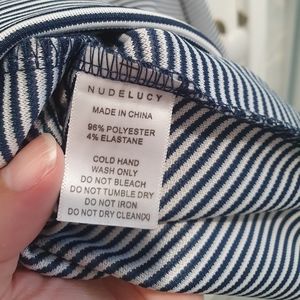 NUDELUCY
MADE IN CHINA
96% POLYESTER
4% ELASTANE
COLD HAND
WASH ONLY
DO NOT BLEACH
DO NOT TUMBLE DRY
DO NOT IRON
DO NOT DRY CLEAN(X)